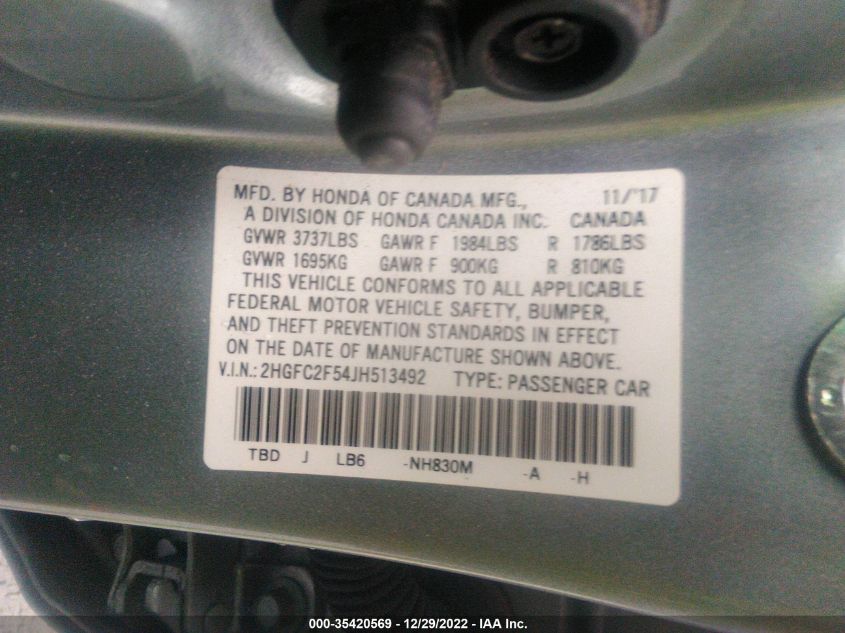 MFD. BY HONDA OF CANADA MFG., 11/'17
A DIVISION OF HONDA CANADA INC. CANADA
GVWR 3737LBS GAWR F 1984LBS R 1786LBS
GVWR 1695KG GAWR F 900KG R 810KG
THIS VEHICLE CONFORMS TO ALL APPLICABLE
FEDERAL MOTOR VEHICLE SAFETY, BUMPER,
AND THEFT PREVENTION STANDARDS IN EFFECT
ON THE DATE OF MANUFACTURE SHOWN ABOVE.
V.I.N.: 2HGFC2F54JH513492 TYPE: PASSENGER CAR
TBD J LB6 -NH830M -A -H
000-35420569 - 12/29/2022 - IAA Inc.